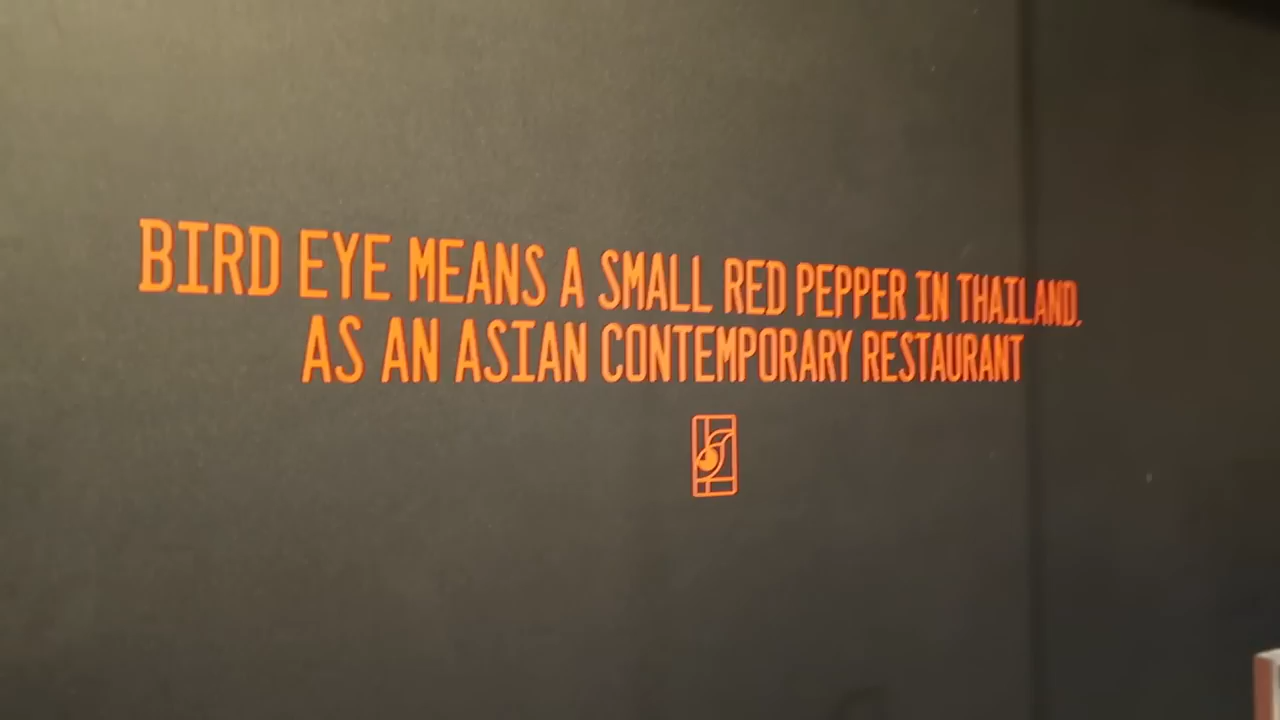 BIRD EYE MEANS A SMALL RED PEPPER IN THAILAND.
AS AN ASIAN CONTEMPORARY RESTAURANT